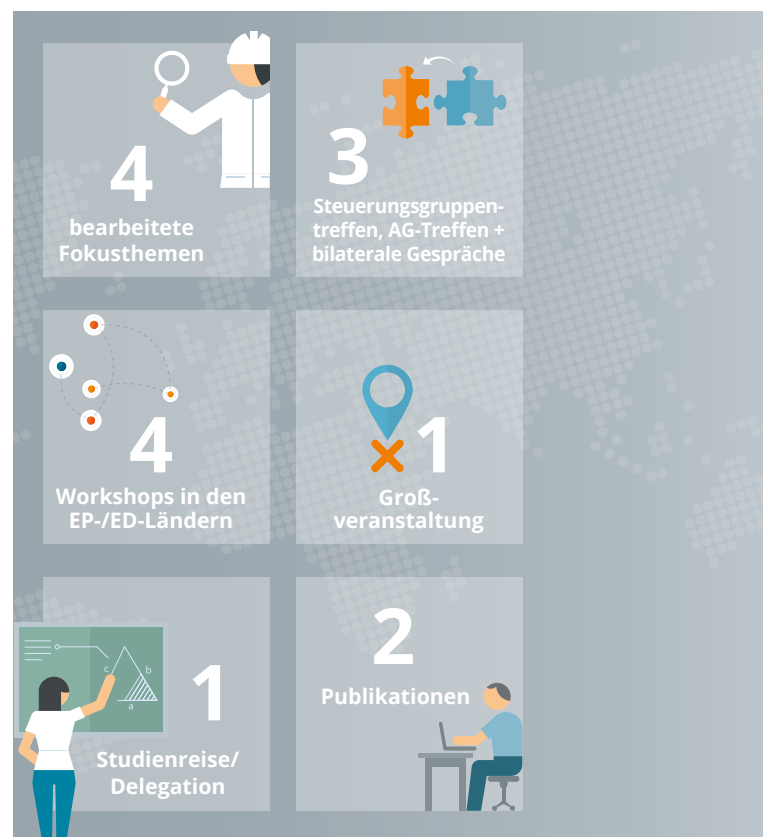 4
bearbeitete
Fokusthemen
3
Steuerungsgruppen-
treffen, AG-Treffen +
bilaterale Gespräche
4
Workshops in den
EP-/ED-Ländern
1
Groß-
veranstaltung
c
b
a
1
Studienreise/
Delegation
2
Publikationen